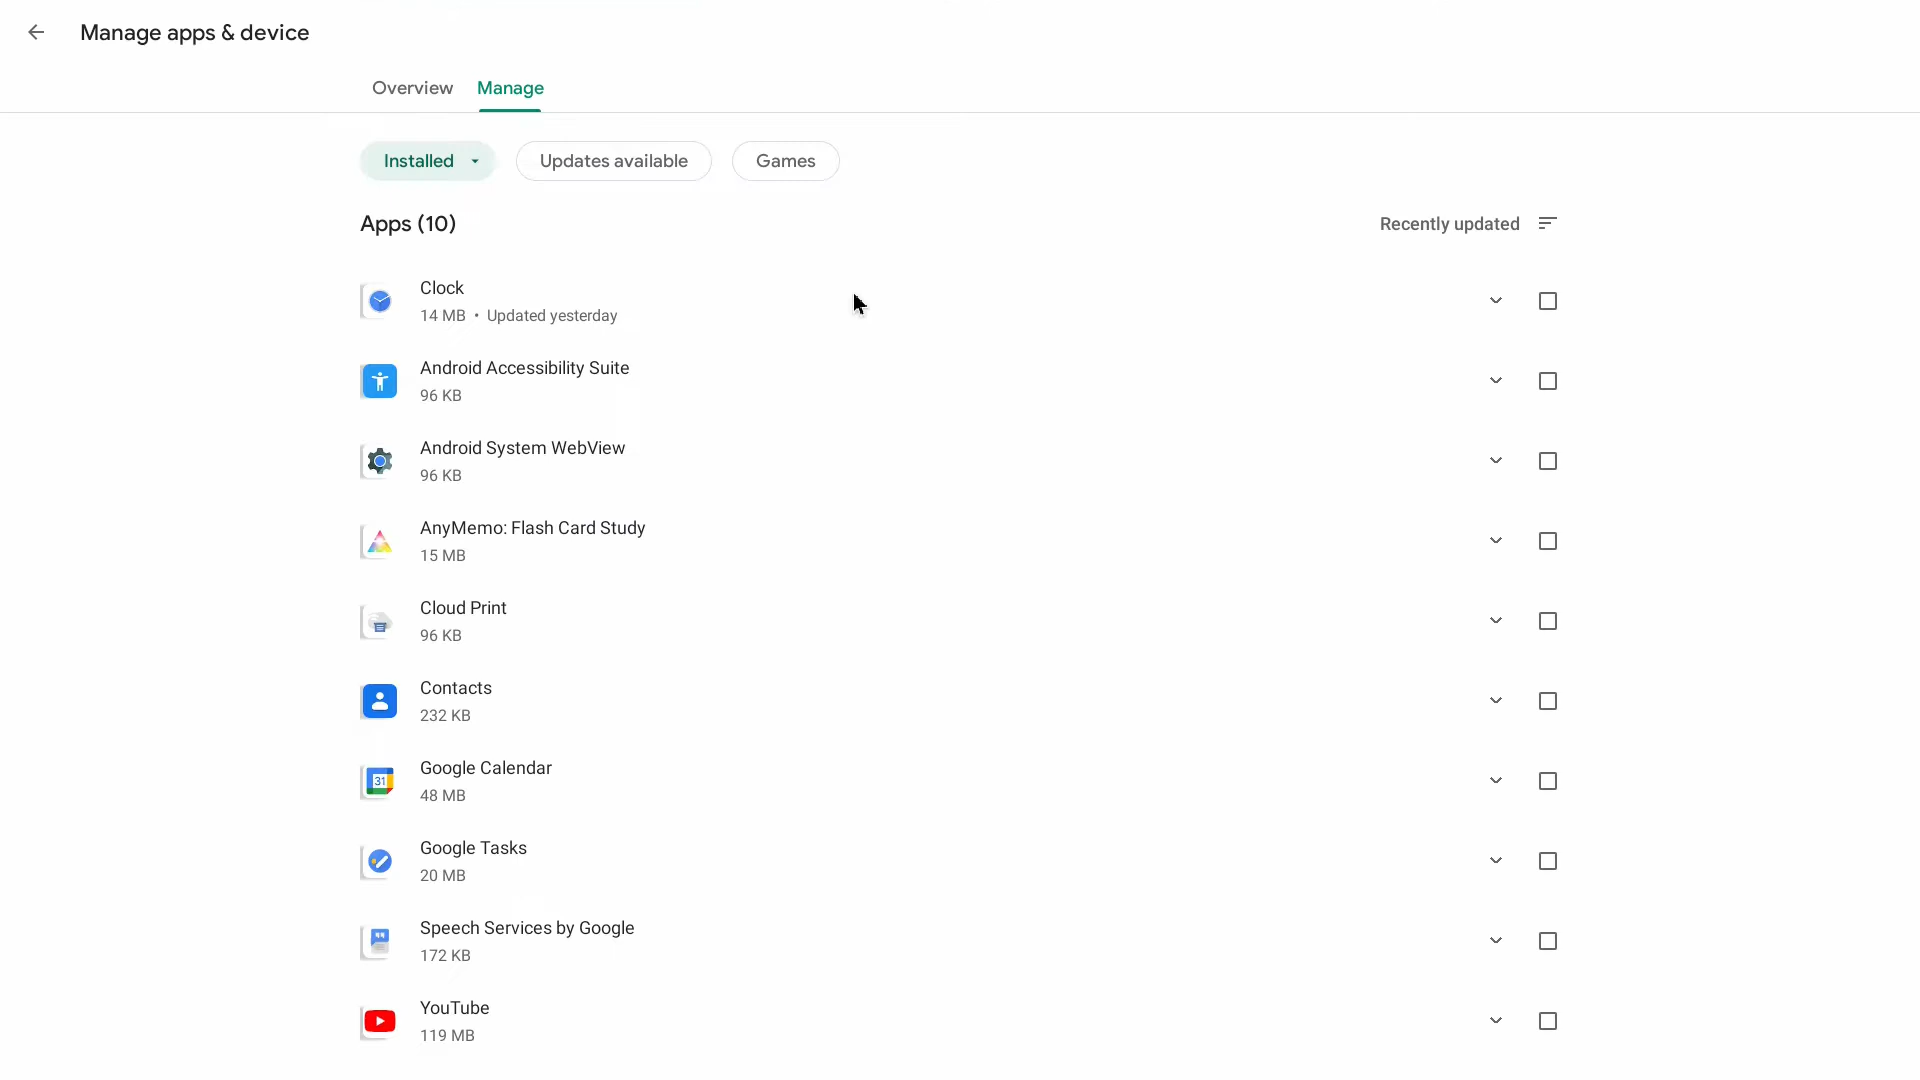 Manage apps & device
Overview
Manage
Installed
Updates available
Games
Apps (10)
Recently updated
Clock
14 MB • Updated yesterday
Android Accessibility Suite
96 KB
Android System WebView
96 KB
AnyMemo: Flash Card Study
15 MB
Cloud Print
96 KB
Contacts
232 KB
31
Google Calendar
48 MB
Google Tasks
20 MB
Speech Services by Google
172 KB
YouTube
119 MB